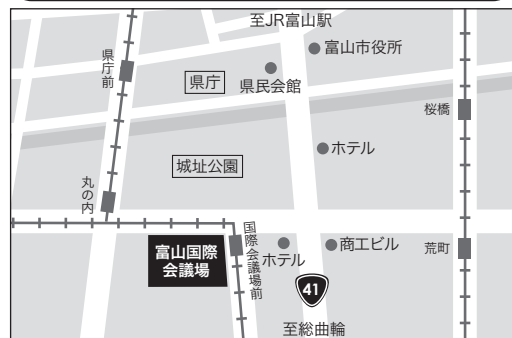 至JR富山駅
富山市役所
県庁前
県庁
県民会館
桜橋
ホテル
城址公園
丸の内
富山国際
会議場
国際会議場前
ホテル
商工ビル
荒町
41
至総曲輪